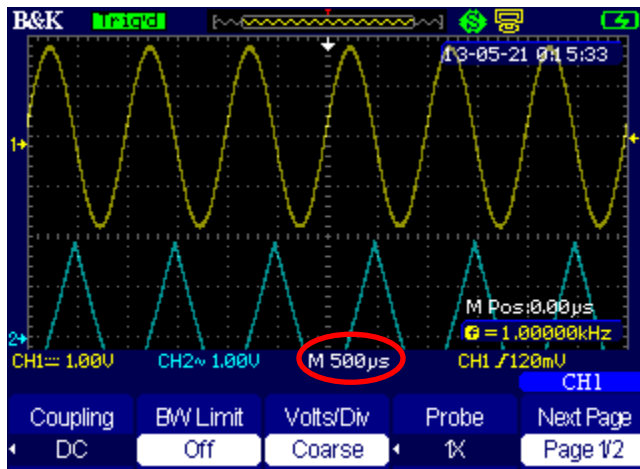 B&K Trig'd
13-05-21 0:15:33
1
M Pos:0.00µs
f = 1.00000kHz
2
CH1 1.00V CH2~ 1.00V M 500µs CH1 / 120mV
CH1
Coupling BW Limit Volts/Div Probe Next Page
DC Off Coarse 1X Page 1/2